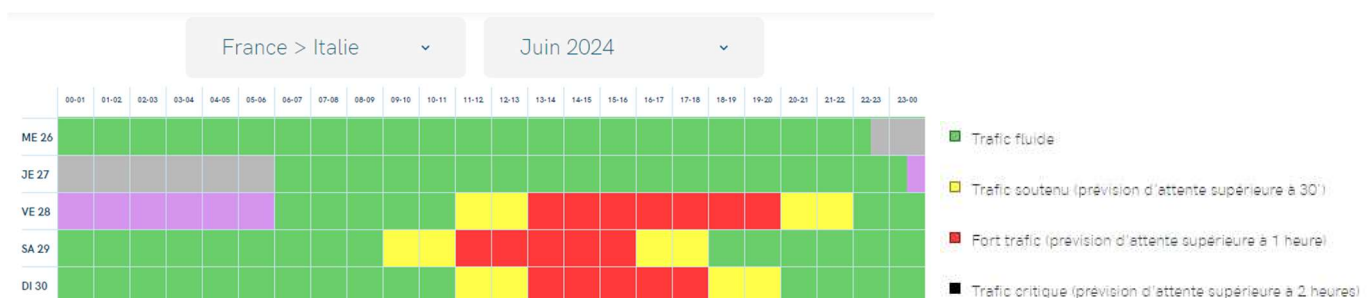 France > Italie
Juin 2024
00-01 01-02 02-03 03-04 04-05 05-06 06-07 07-08 08-09 09-10 10-11 11-12 12-13 13-14 14-15 15-16 16-17 17-18 18-19 19-20 20-21 21-22 22-23 23-00
ME 26
JE 27
VE 28
SA 29
DI 30
Trafic fluide
Trafic soutenu (prévision d'attente supérieure à 30')
Fort trafic (prevision d'attente supérieure à 1 heure)
Trafic critique (prévision d'attente supérieure à 2 heures)